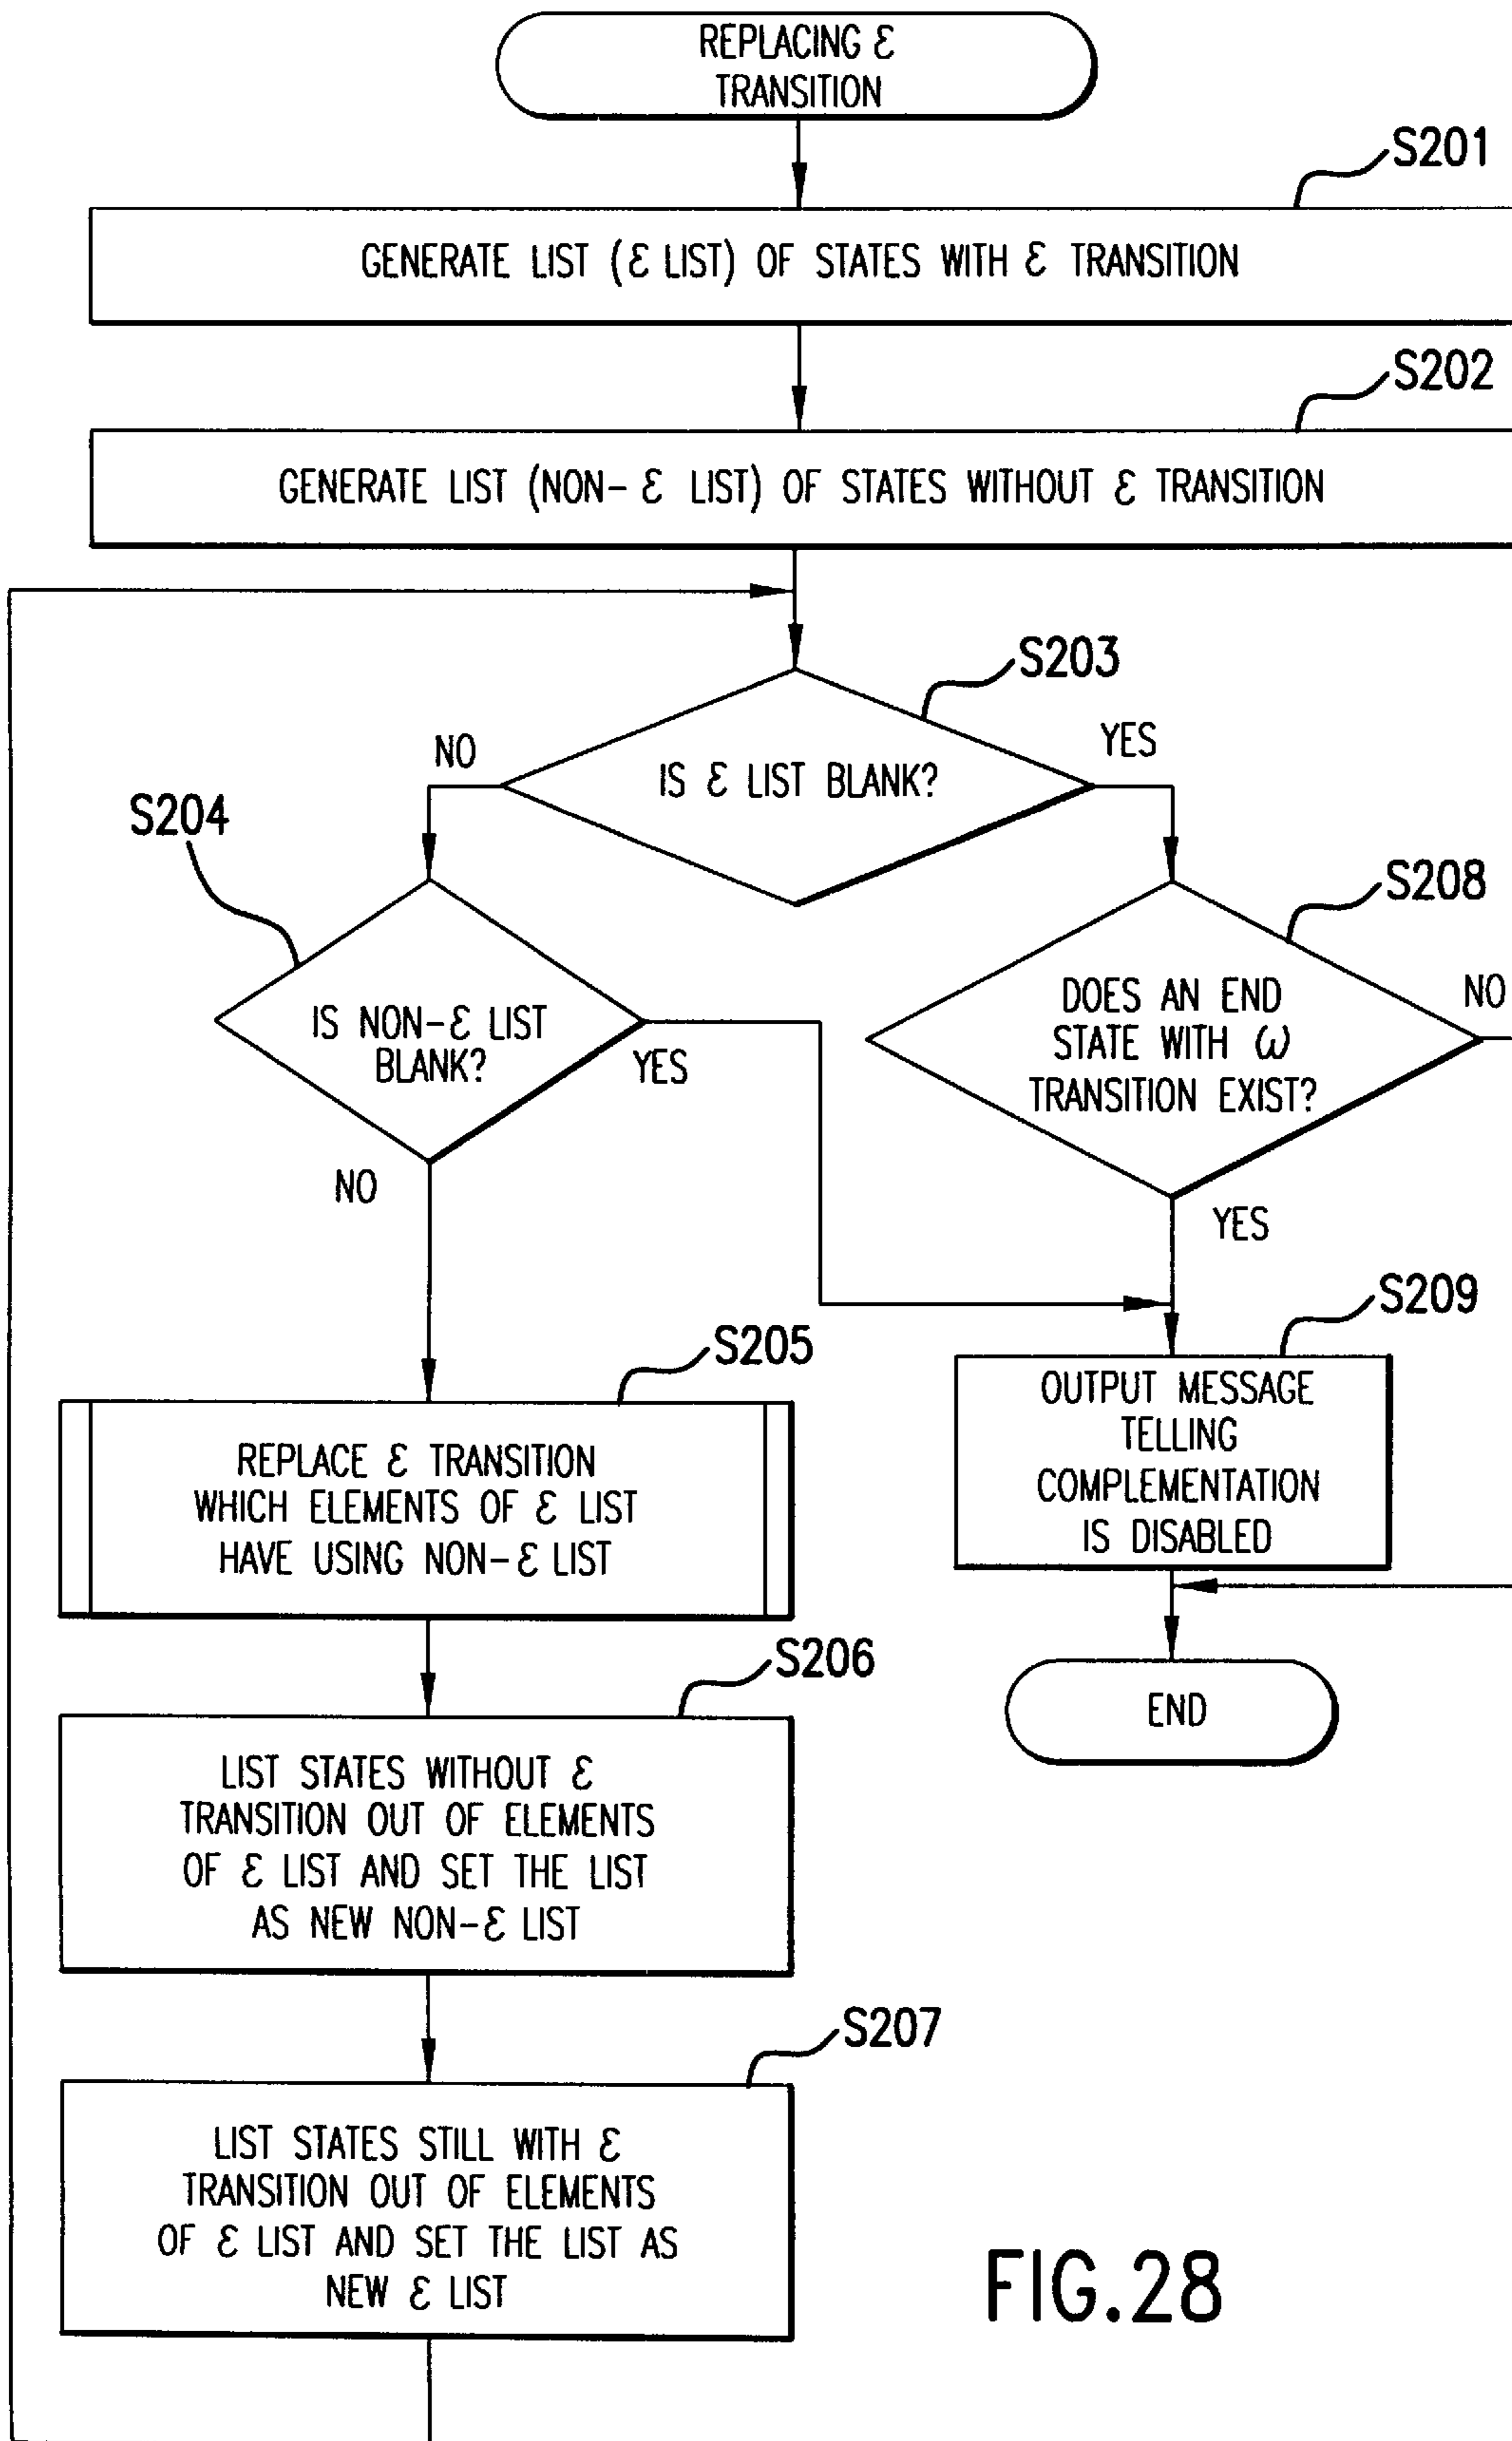 REPLACING ε
TRANSITION
S201
GENERATE LIST (ε LIST) OF STATES WITH ε TRANSITION
S202
GENERATE LIST (NON- ε LIST) OF STATES WITHOUT ε TRANSITION
S203
NO
YES
IS ε LIST BLANK?
S204
S208
IS NON-ε LIST
BLANK?
YES
NO
DOES AN END
STATE WITH ω
TRANSITION EXIST?
NO
YES
S209
OUTPUT MESSAGE
TELLING
COMPLEMENTATION
IS DISABLED
S205
REPLACE ε TRANSITION
WHICH ELEMENTS OF ε LIST
HAVE USING NON-ε LIST
END
S206
LIST STATES WITHOUT ε
TRANSITION OUT OF ELEMENTS
OF ε LIST AND SET THE LIST
AS NEW NON-ε LIST
S207
LIST STATES STILL WITH ε
TRANSITION OUT OF ELEMENTS
OF ε LIST AND SET THE LIST AS
NEW ε LIST
FIG.28